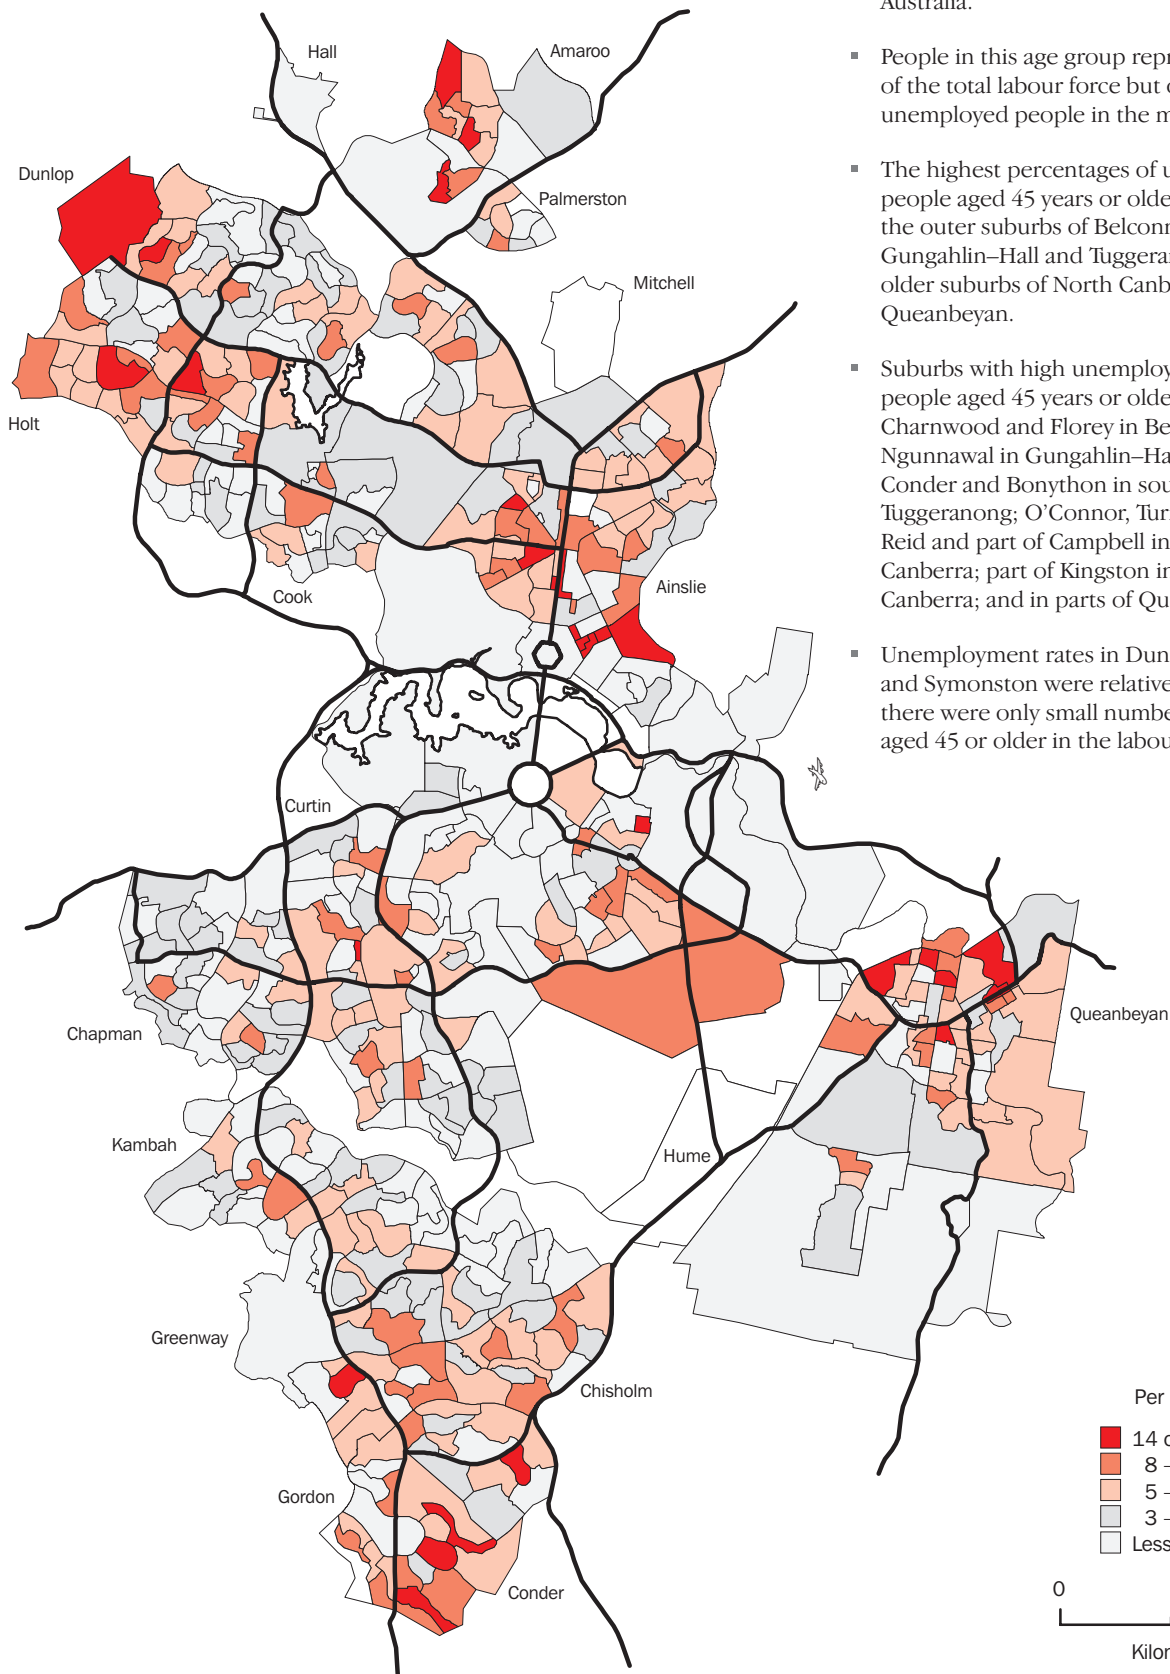 Australia.
People in this age group repr
of the total labour force but o
unemployed people in the m
The highest percentages of u
people aged 45 years or olde
the outer suburbs of Belconn
Gungahlin–Hall and Tuggeran
older suburbs of North Canb
Queanbeyan.
Suburbs with high unemploy
people aged 45 years or olde
Charnwood and Florey in Be
Ngunnawal in Gungahlin–Ha
Conder and Bonython in sou
Tuggeranong; O'Connor, Tur
Reid and part of Campbell in
Canberra; part of Kingston in
Canberra; and in parts of Qu
Unemployment rates in Dun
and Symonston were relative
there were only small numbe
aged 45 or older in the labou
Hall
Amaroo
Dunlop
Palmerston
Mitchell
Holt
Ainslie
Cook
Curtin
Queanbeyan
Chapman
Kambah
Hume
Greenway
Chisholm
Gordon
Conder
Per
14 o
8 –
5 –
3 –
Less
0
Kilon